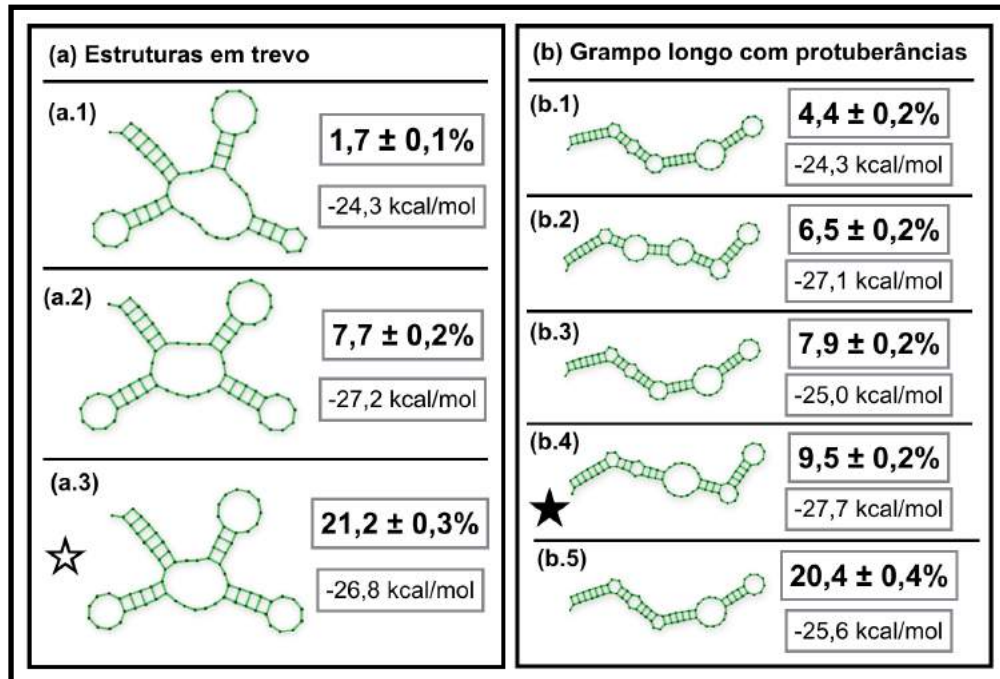 (a) Estruturas em trevo
(a.1)
1,7 ± 0,1%
-24,3 kcal/mol
(a.2)
7,7 ± 0,2%
-27,2 kcal/mol
(a.3)
21,2 ± 0,3%
-26,8 kcal/mol
(b) Grampo longo com protuberâncias
(b.1)
4,4 ± 0,2%
-24,3 kcal/mol
(b.2)
6,5 ± 0,2%
-27,1 kcal/mol
(b.3)
7,9 ± 0,2%
-25,0 kcal/mol
(b.4)
9,5 ± 0,2%
-27,7 kcal/mol
(b.5)
20,4 ± 0,4%
-25,6 kcal/mol